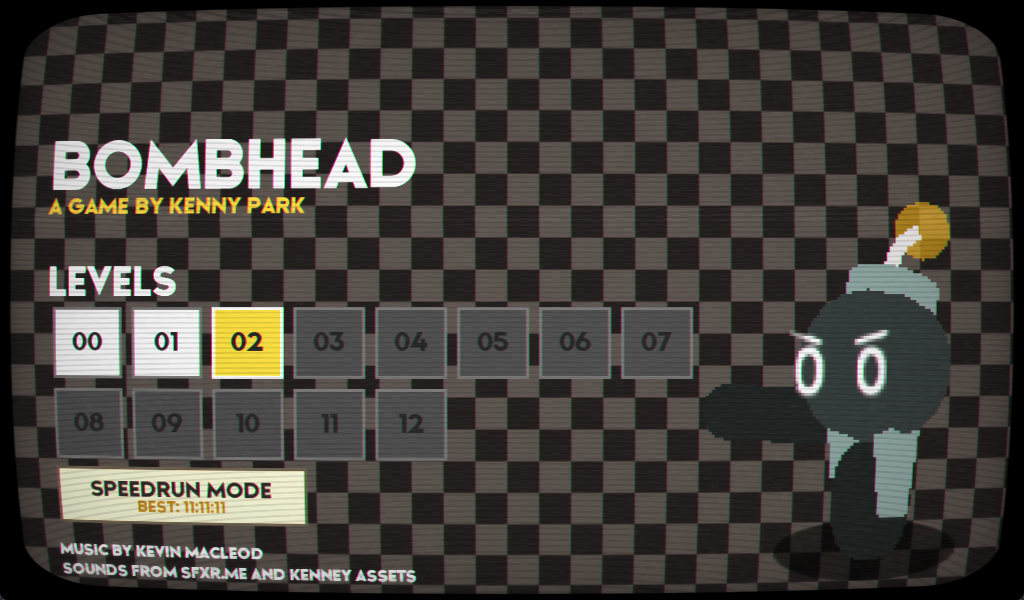 BOMBHEAD
A GAME BY KENNY PARK
LEVELS
00 01 02 03 04 05 06 07
08 09 10 11 12
SPEEDRUN MODE
BEST: 11:11:11
MUSIC BY KEVIN MACLEOD
SOUNDS FROM SFXR.ME AND KENNEY ASSETS